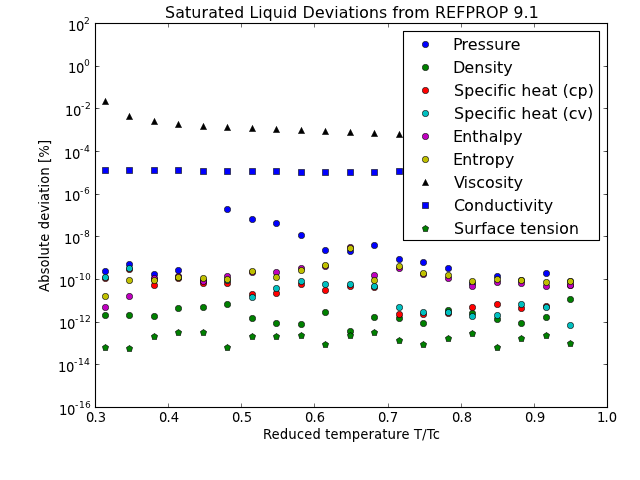 Saturated Liquid Deviations from REFPROP 9.1
10^2
10^0
10^-2
10^-4
10^-6
10^-8
10^-10
10^-12
10^-14
10^-16
Absolute deviation [%]
Pressure
Density
Specific heat (cp)
Specific heat (cv)
Enthalpy
Entropy
Viscosity
Conductivity
Surface tension
0.3 0.4 0.5 0.6 0.7 0.8 0.9 1.0
Reduced temperature T/Tc